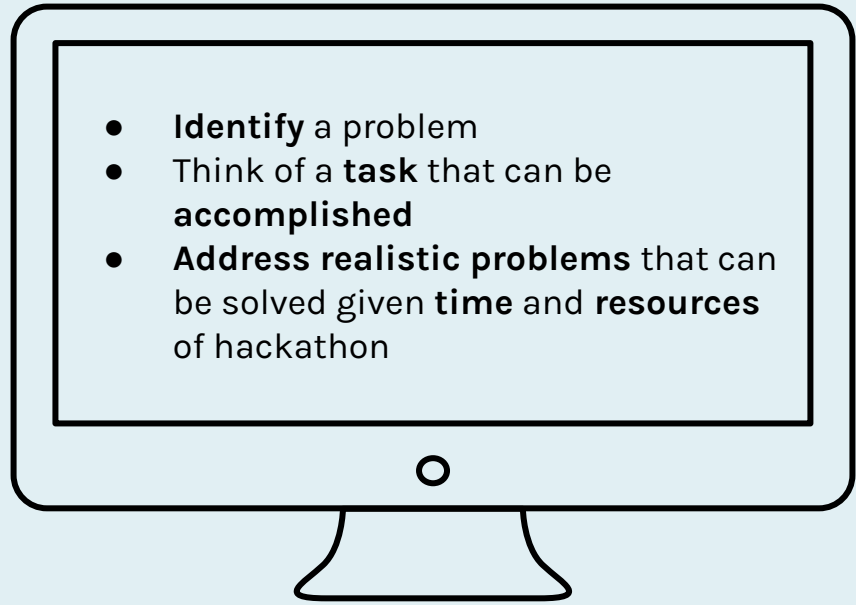 ● Identify a problem
● Think of a task that can be
accomplished
● Address realistic problems that can
be solved given time and resources
of hackathon